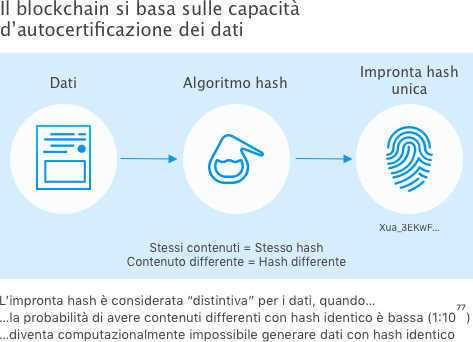 Il blockchain si basa sulle capacità
d’autocertificazione dei dati
Dati
Algoritmo hash
Impronta hash
unica
Xua_3EKwF...
Stessi contenuti = Stesso hash
Contenuto differente = Hash differente
L’impronta hash è considerata “distintiva” per i dati, quando...
...la probabilità di avere contenuti differenti con hash identico è bassa (1:10⁷⁷)
...diventa computazionalmente impossibile generare dati con hash identico